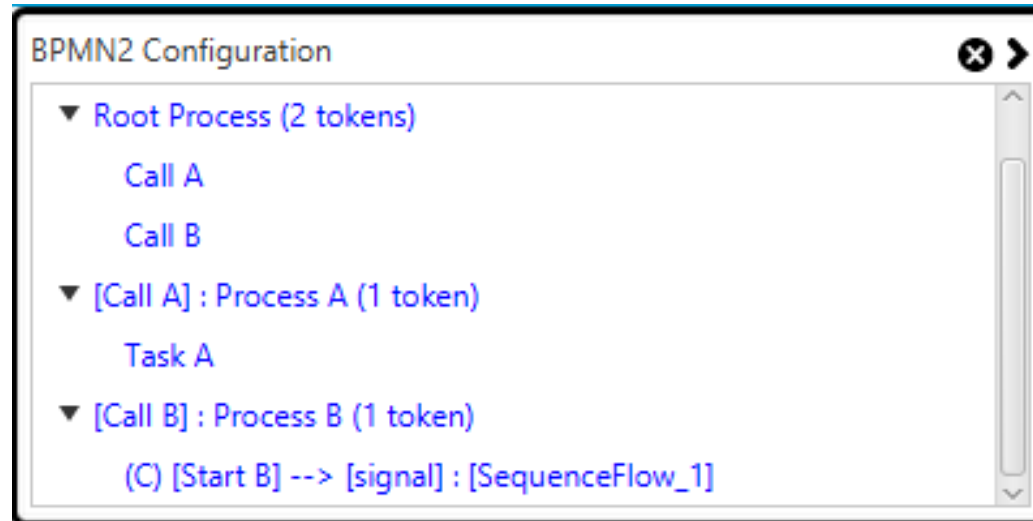 BPMN2 Configuration
Root Process (2 tokens)
Call A
Call B
[Call A] : Process A (1 token)
Task A
[Call B] : Process B (1 token)
(C) [Start B] --> [signal] : [SequenceFlow_1]